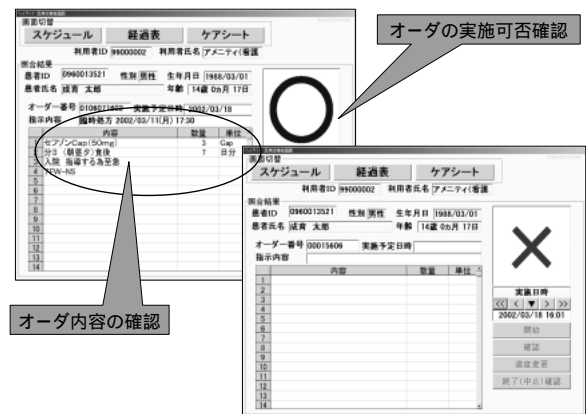 画面切替
スケジュール 経過表 ケアシート
利用者ID 99000002 利用者氏名 アメニティ(看護
照合結果
患者ID 0960013521 性別 男性 生年月日 1988/03/01
患者氏名 成育 太郎 年齢 14歳 0ヵ月 17日
オーダー番号 0106071602 実施予定日時 2002/03/18
指示内容 臨時処方 2002/03/11(月) 17:30
内容 数量 単位
1 セフゾンCap(50mg) 3 Cap
2 分3 (朝昼夕)食後 7 日分
3 入院 指導する為至急
4 7EW-NS
5
6
7
8
9
10
11
12
13
14
オーダの実施可否確認
オーダ内容の確認
画面切替
スケジュール 経過表 ケアシート
利用者ID 99000002 利用者氏名 アメニティ(看護
照合結果
患者ID 0960013521 性別 男性 生年月日 1988/03/01
患者氏名 成育 太郎 年齢 14歳 0ヵ月 17日
オーダー番号 00015606 実施予定日時
指示内容
内容 数量 単位
1
2
3
4
5
6
7
8
9
10
11
12
13
14
実施日時
<< < ▼ > >>
2002/03/18 16:01
開始
確認
速度変更
終了(中止)確認